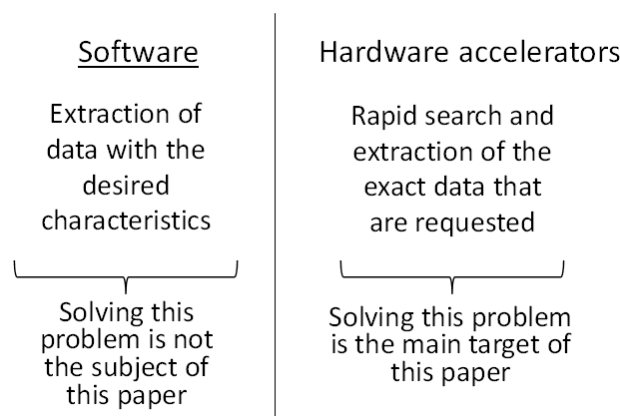 Software
Extraction of
data with the
desired
characteristics
Solving this
problem is not
the subject of
this paper
Hardware accelerators
Rapid search and
extraction of the
exact data that
are requested
Solving this problem
is the main target of
this paper